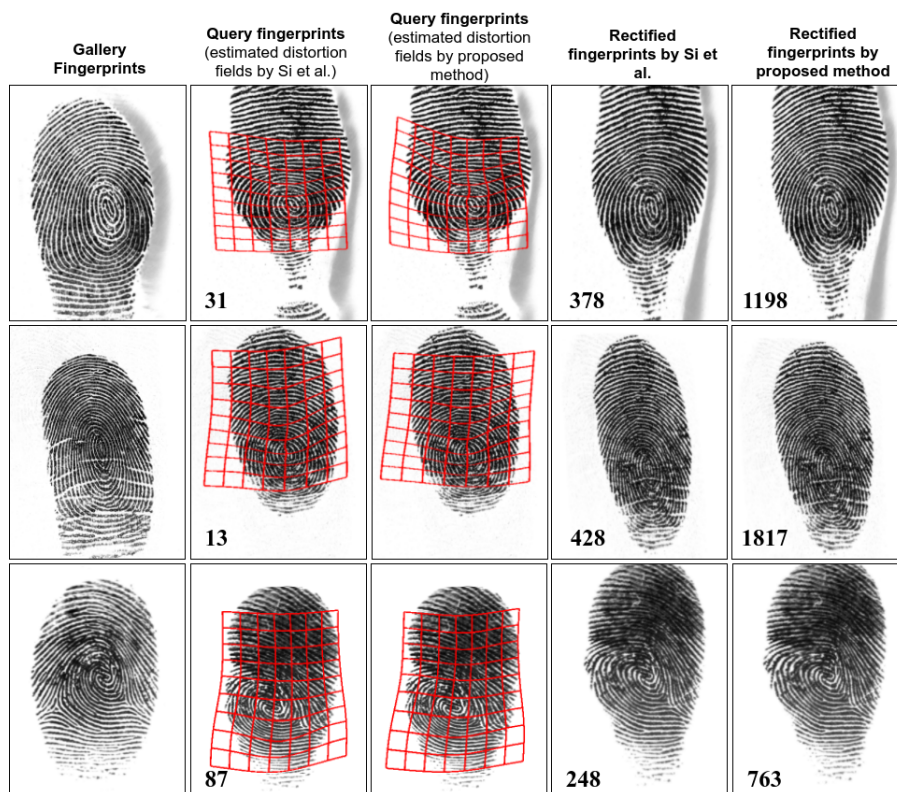 Gallery
Fingerprints
Query fingerprints
(estimated distortion
fields by Si et al.)
Query fingerprints
(estimated distortion
fields by proposed
method)
Rectified
fingerprints by Si et
al.
Rectified
fingerprints by
proposed method
31
378
1198
13
428
1817
87
248
763